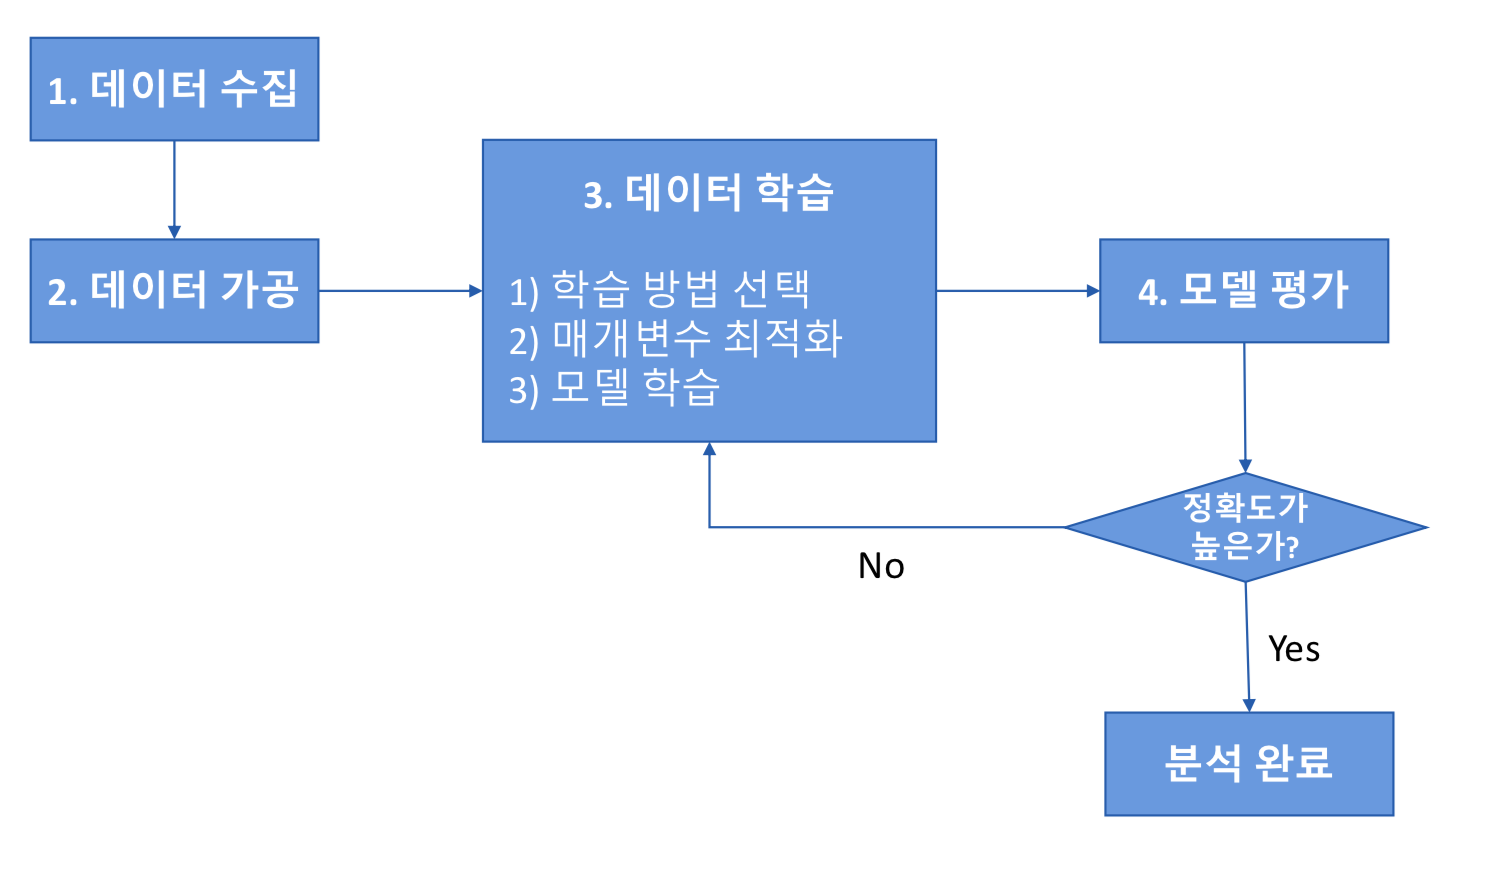 1. 데이터 수집
2. 데이터 가공
3. 데이터 학습
1) 학습 방법 선택
2) 매개변수 최적화
3) 모델 학습
4. 모델 평가
정확도가
높은가?
No
Yes
분석 완료